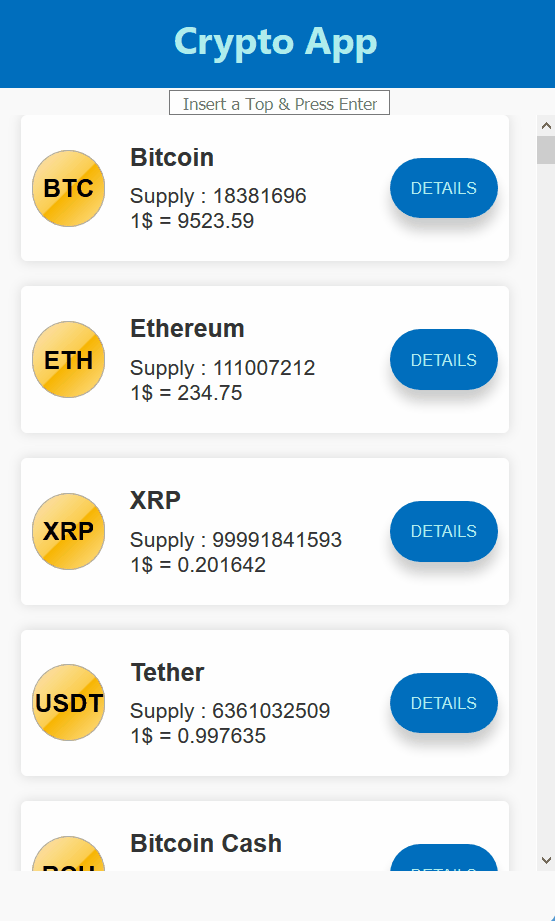 Crypto App
Insert a Top & Press Enter
BTC
Bitcoin
Supply : 18381696
1$ = 9523.59
DETAILS
ETH
Ethereum
Supply : 111007212
1$ = 234.75
DETAILS
XRP
XRP
Supply : 99991841593
1$ = 0.201642
DETAILS
USDT
Tether
Supply : 6361032509
1$ = 0.997635
DETAILS
BCH
Bitcoin Cash
DETAILS